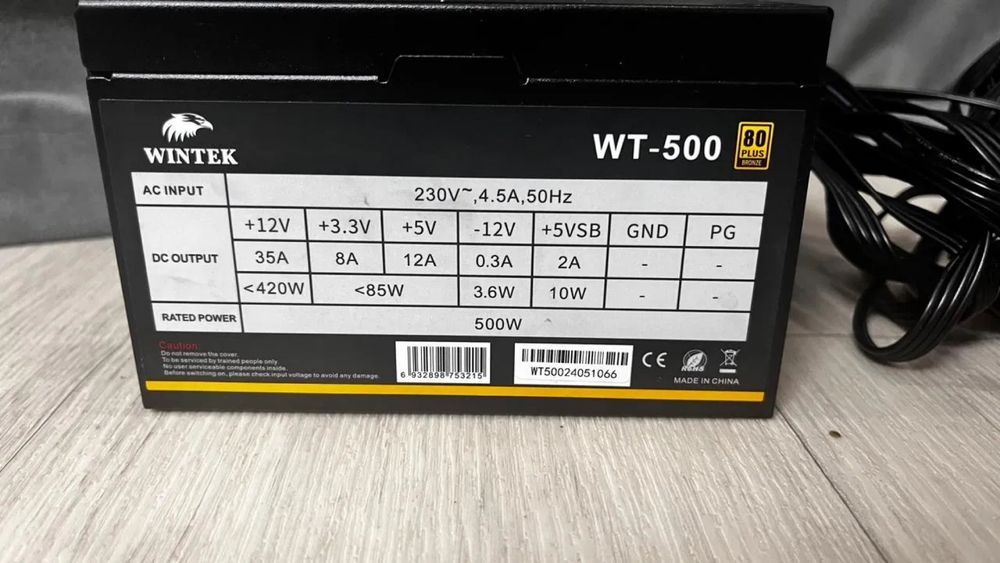 WINTEK
WT-500
80
PLUS
BRONZE
AC INPUT 230V~,4.5A,50Hz
DC OUTPUT +12V +3.3V +5V -12V +5VSB GND PG
35A 8A 12A 0.3A 2A - -
<420W <85W 3.6W 10W - -
RATED POWER 500W
Caution:
Do not remove the cover.
To be serviced by trained people only.
No user serviceable components inside.
Before switching on, please check input voltage to avoid any damage.
6 932898 753215
WT50024051066
CE
RoHS
MADE IN CHINA